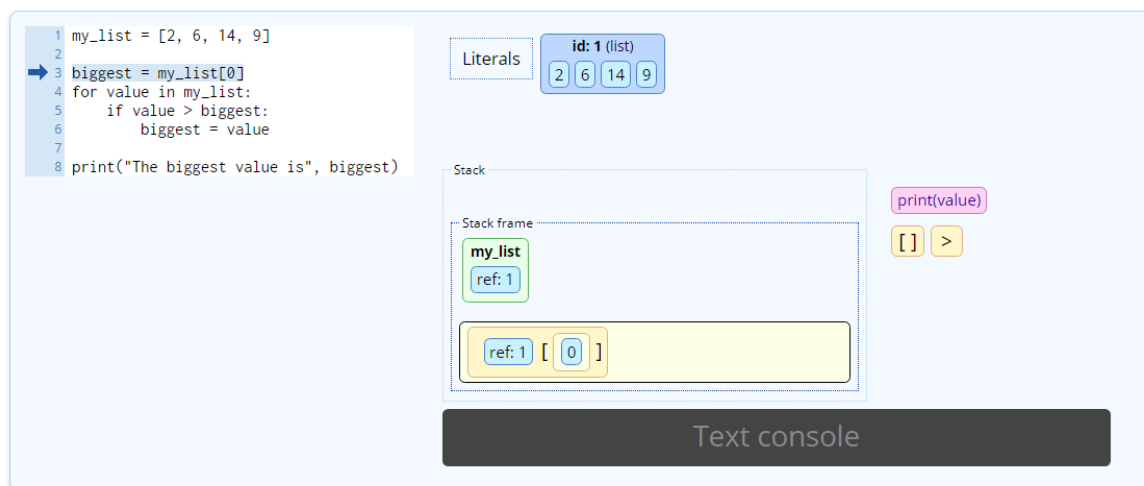 1 my_list = [2, 6, 14, 9]
2
3 biggest = my_list[0]
4 for value in my_list:
5     if value > biggest:
6         biggest = value
7
8 print("The biggest value is", biggest)
Literals
id: 1 (list)
2 6 14 9
Stack
Stack frame
my_list
ref: 1
ref: 1 [ 0 ]
print(value)
[ ] >
Text console